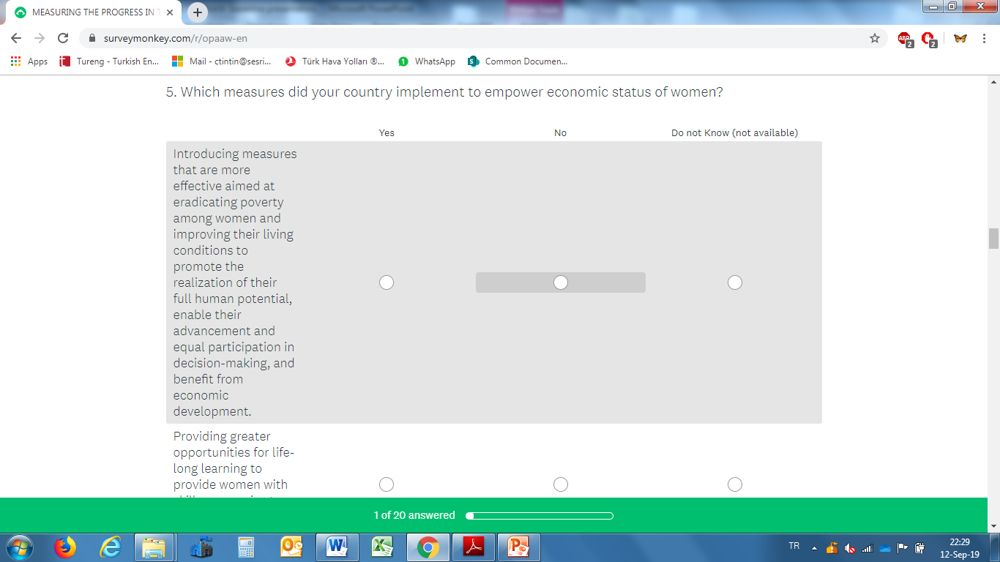 MEASURING THE PROGRESS IN T
surveymonkey.com/r/opaaw-en
ABP
2
2
Apps
Tureng - Turkish En...
Mail - ctintin@sesri...
Türk Hava Yolları ®...
1
WhatsApp
Common Documen...
5. Which measures did your country implement to empower economic status of women?
Yes No Do not Know (not available)
Introducing measures
that are more
effective aimed at
eradicating poverty
among women and
improving their living
conditions to
promote the
realization of their
full human potential,
enable their
advancement and
equal participation in
decision-making, and
benefit from
economic
development.
Providing greater
opportunities for life-
long learning to
provide women with
1 of 20 answered
TR
22:29
12-Sep-19